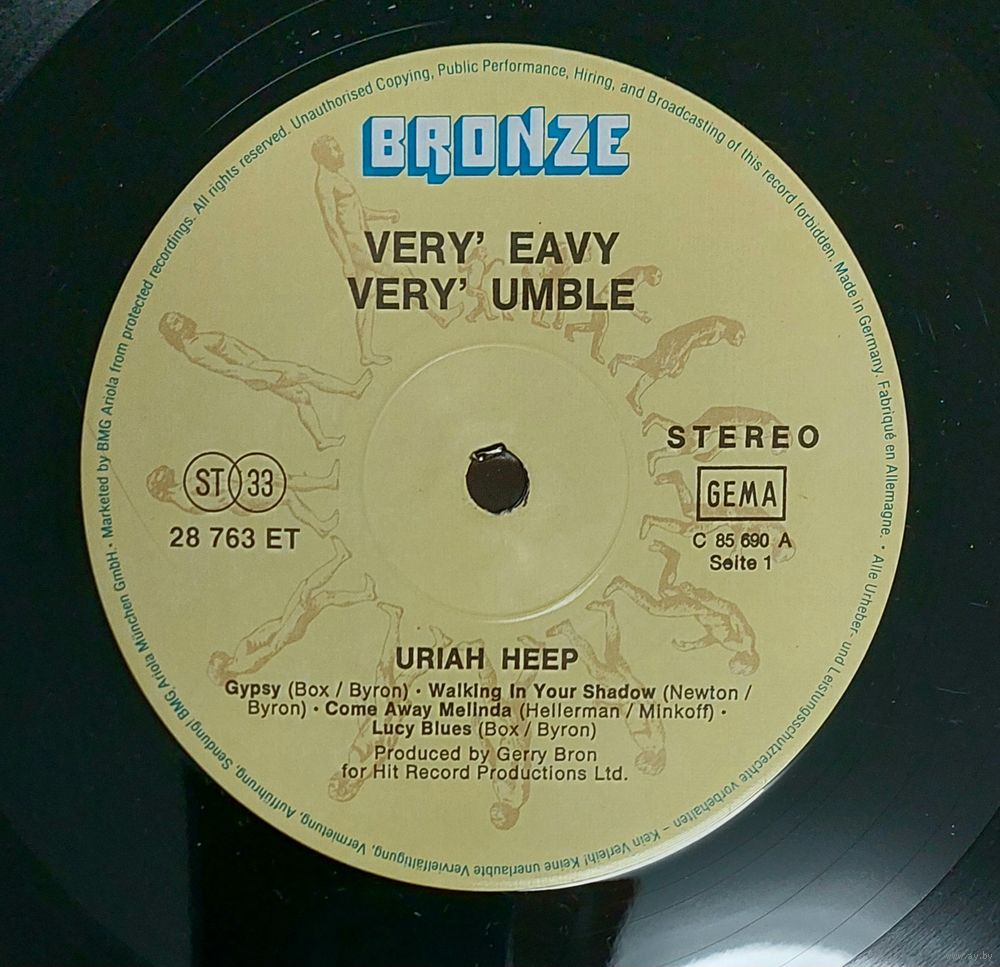 Marketed by BMG Ariola from protected recordings. All rights reserved. Unauthorised Copying, Public Performance, Hiring, and Broadcasting of this record forbidden. Made in Germany. Fabriqué en Allemagne. •
BRONZE
VERY' EAVY
VERY' UMBLE
STEREO
ST 33
GEMA
28 763 ET
C 85 690 A
Seite 1
URIAH HEEP
Gypsy (Box / Byron) • Walking In Your Shadow (Newton /
Byron) • Come Away Melinda (Hellerman / Minkoff) •
Lucy Blues (Box / Byron)
Produced by Gerry Bron
for Hit Record Productions Ltd.
Alle Urheber- und Leistungsschutzrechte vorbehalten – Kein Verleih! Keine unerlaubte Vervielfältigung, Vermietung, Aufführung, Sendung! BMG Ariola München GmbH. •
www.ay.by